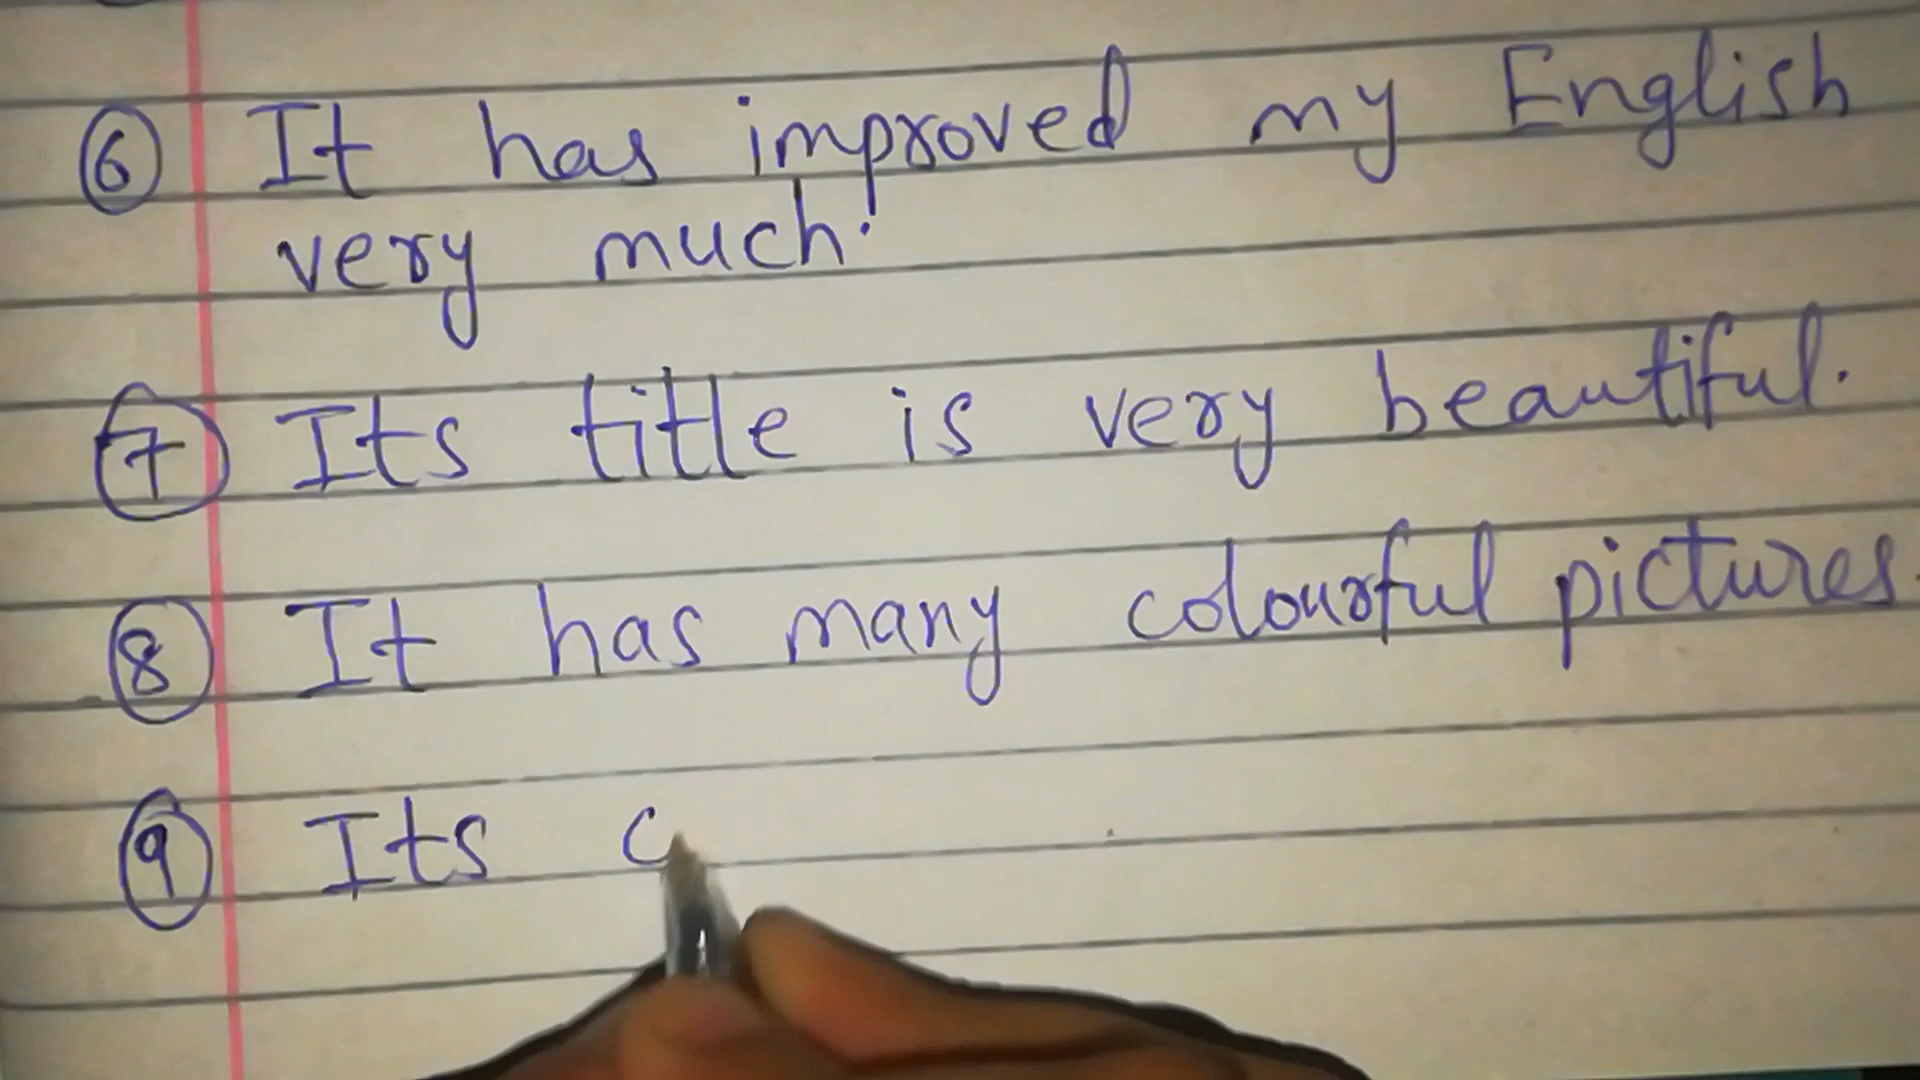 6 It has improved my English
very much.
7 Its title is very beautiful.
8 It has many colourful pictures.
9 Its c